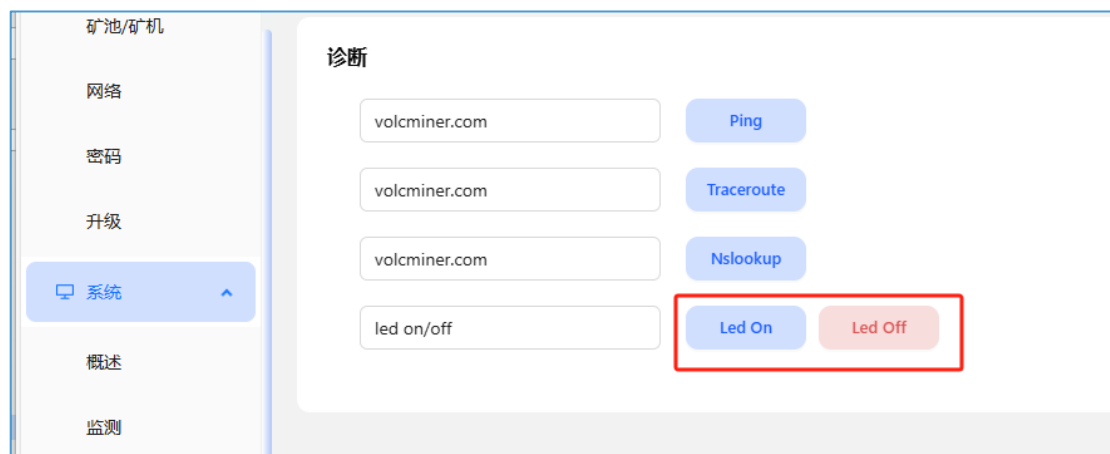 矿池/矿机
网络
密码
升级
系统
概述
监测
诊断
volcminer.com Ping
volcminer.com Traceroute
volcminer.com Nslookup
led on/off Led On Led Off